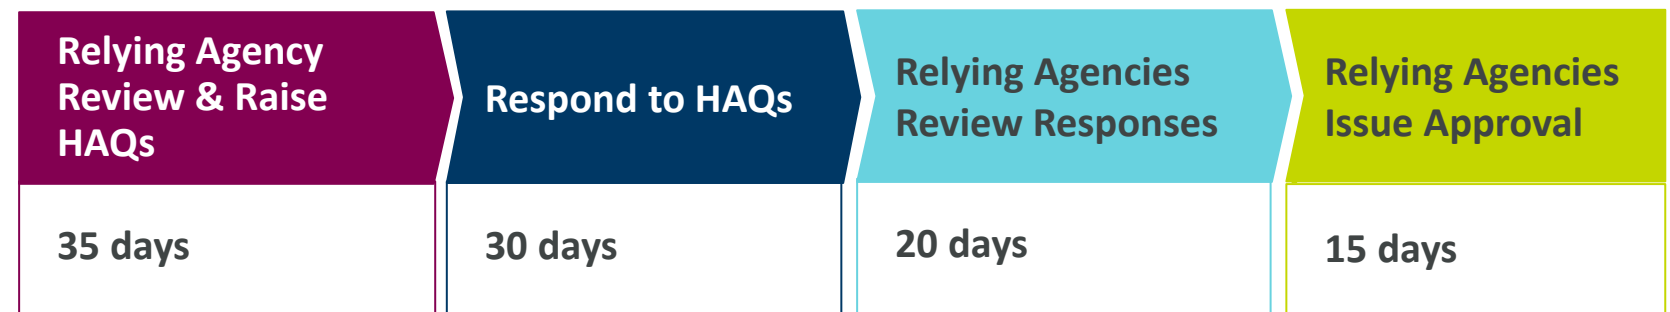 Relying Agency
Review & Raise
HAQs
Respond to HAQs
Relying Agencies
Review Responses
Relying Agencies
Issue Approval
35 days
30 days
20 days
15 days